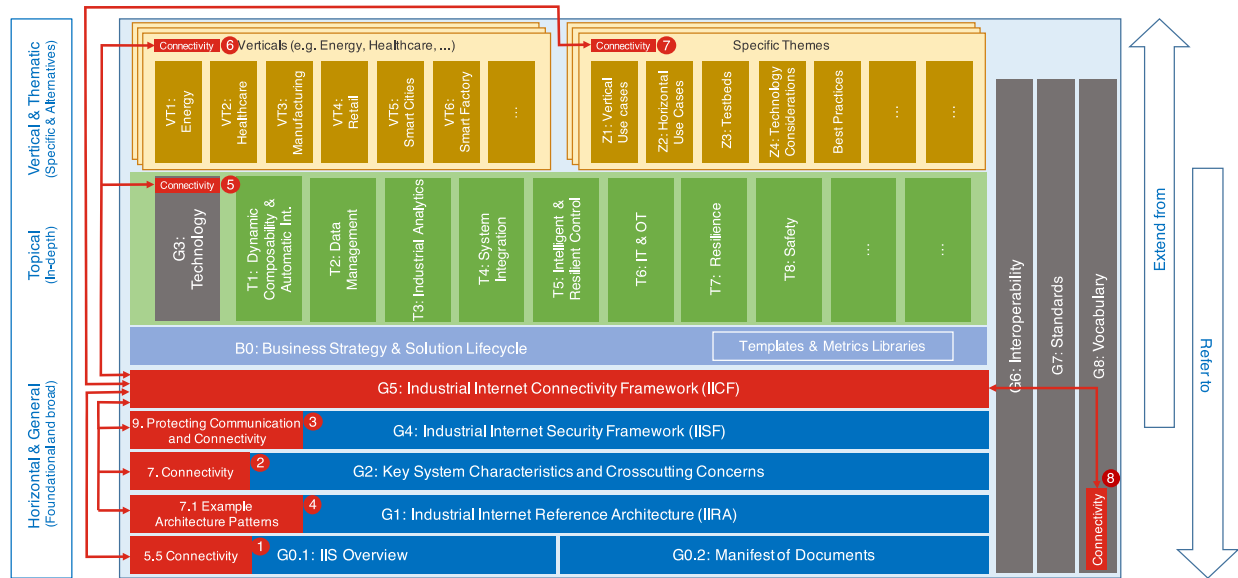 Vertical & Thematic
(Specific & Alternatives)
Topical
(In-depth)
Horizontal & General
(Foundational and broad)
Connectivity 6 Verticals (e.g. Energy, Healthcare, ...)
VT1:
Energy
VT2:
Healthcare
VT3:
Manufacturing
VT4:
Retail
VT5:
Smart Cities
VT6:
Smart Factory
...
Connectivity 7 Specific Themes
Z1: Vertical
Use cases
Z2: Horizontal
Use Cases
Z3: Testbeds
Z4: Technology
Considerations
Best Practices
...
...
Connectivity 5
G3:
Technology
T1: Dynamic
Composability &
Automatic Int.
T2: Data
Management
T3: Industrial Analytics
T4: System
Integration
T5: Intelligent &
Resilient Control
T6: IT & OT
T7: Resilience
T8: Safety
...
...
B0: Business Strategy & Solution Lifecycle
Templates & Metrics Libraries
G5: Industrial Internet Connectivity Framework (IICF)
9. Protecting Communication
and Connectivity
3
G4: Industrial Internet Security Framework (IISF)
7. Connectivity
2
G2: Key System Characteristics and Crosscutting Concerns
7.1 Example
Architecture Patterns
4
G1: Industrial Internet Reference Architecture (IIRA)
5.5 Connectivity
1
G0.1: IIS Overview
G0.2: Manifest of Documents
G6: Interoperability
G7: Standards
G8: Vocabulary
8
Connectivity
Extend from
Refer to